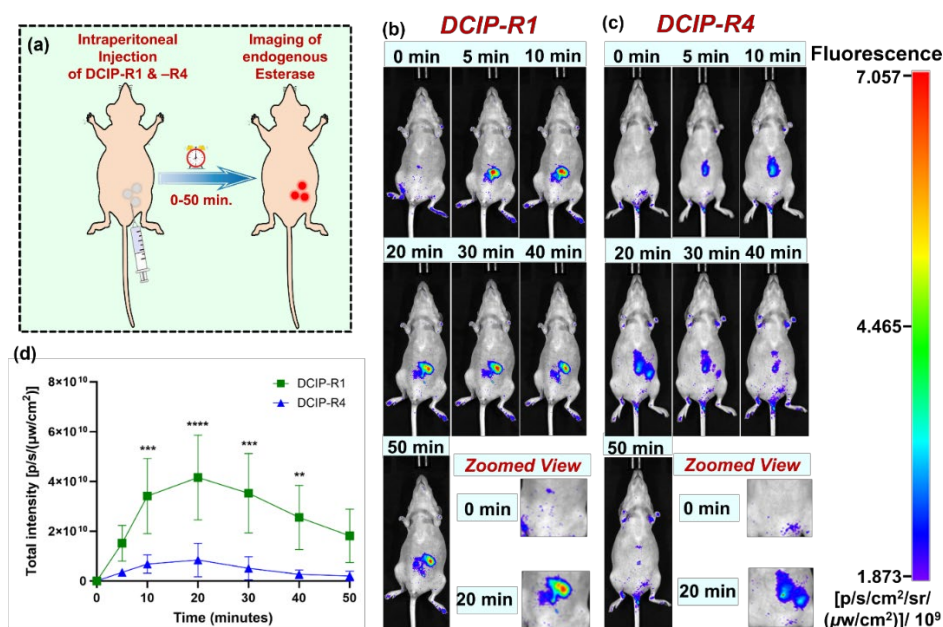 (a)
Intraperitoneal
Injection
of DCIP-R1 & –R4
Imaging of
endogenous
Esterase
0-50 min.
(b)
DCIP-R1
0 min
5 min
10 min
20 min
30 min
40 min
50 min
Zoomed View
0 min
20 min
(c)
DCIP-R4
0 min
5 min
10 min
20 min
30 min
40 min
50 min
Zoomed View
0 min
20 min
Fluorescence
7.057
4.465
1.873
[p/s/cm²/sr/
(µw/cm²)]/ 10⁹
(d)
Total intensity [p/s/(µw/cm²)]
8×10¹⁰
6×10¹⁰
4×10¹⁰
2×10¹⁰
0
DCIP-R1
DCIP-R4
***
****
***
**
0 10 20 30 40 50
Time (minutes)